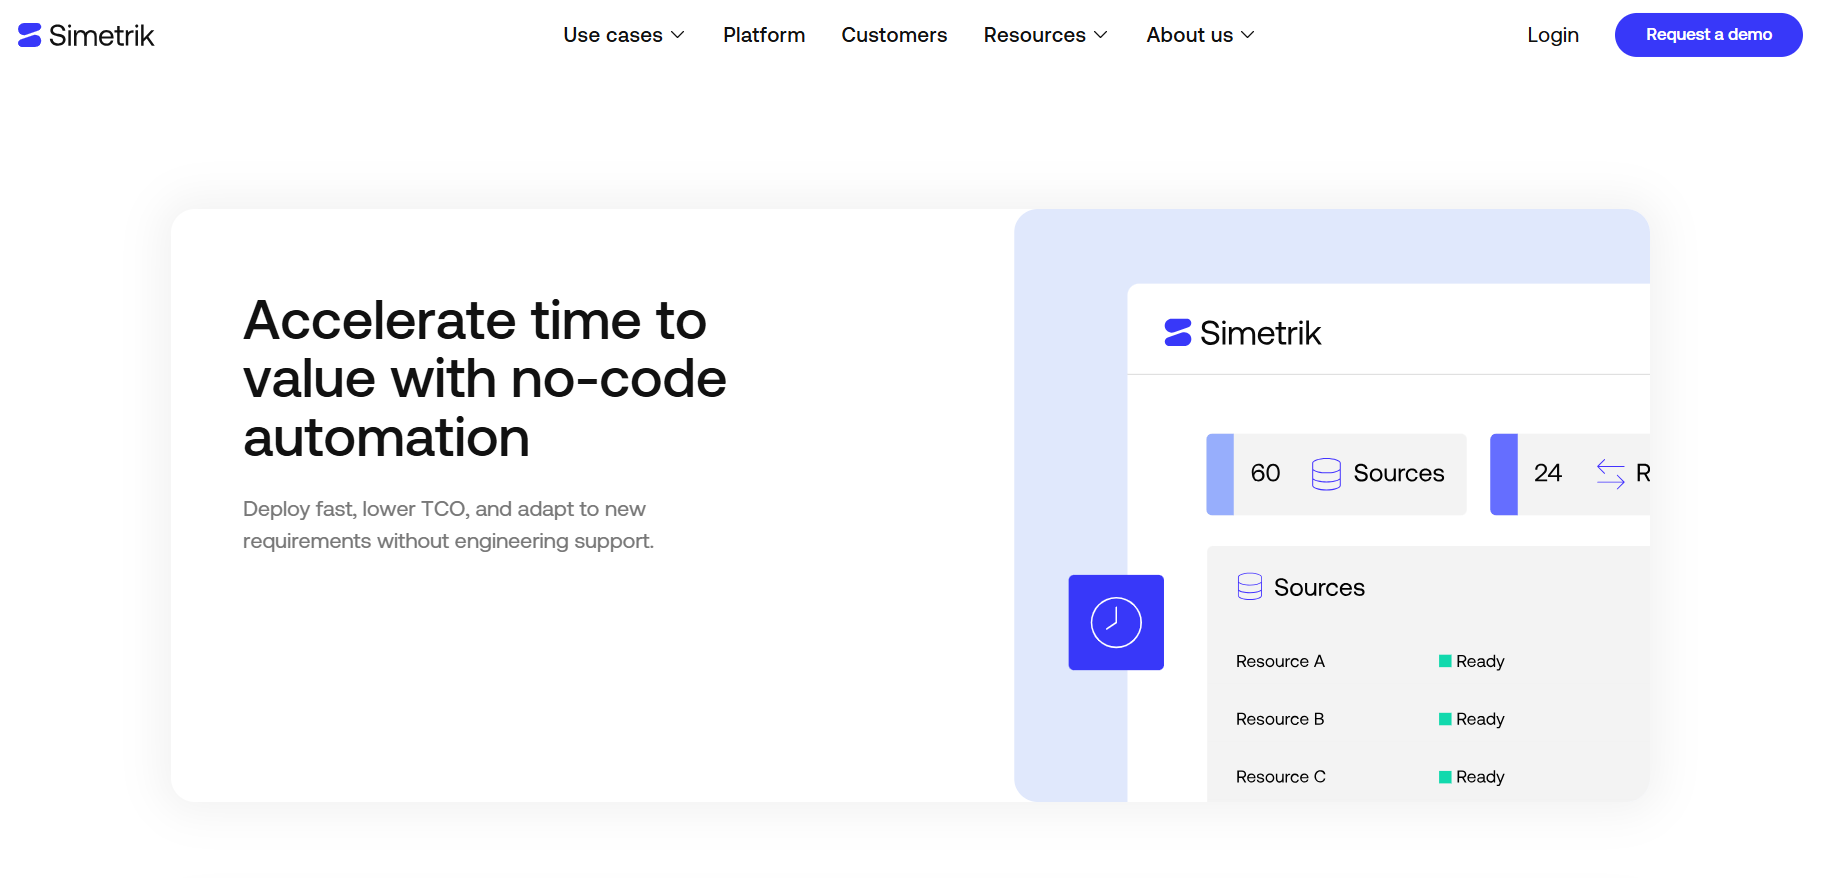 Simetrik
Use cases
Platform
Customers
Resources
About us
Login
Request a demo
Accelerate time to
value with no-code
automation
Deploy fast, lower TCO, and adapt to new
requirements without engineering support.
Simetrik
60 Sources
24 R
Sources
Resource A Ready
Resource B Ready
Resource C Ready